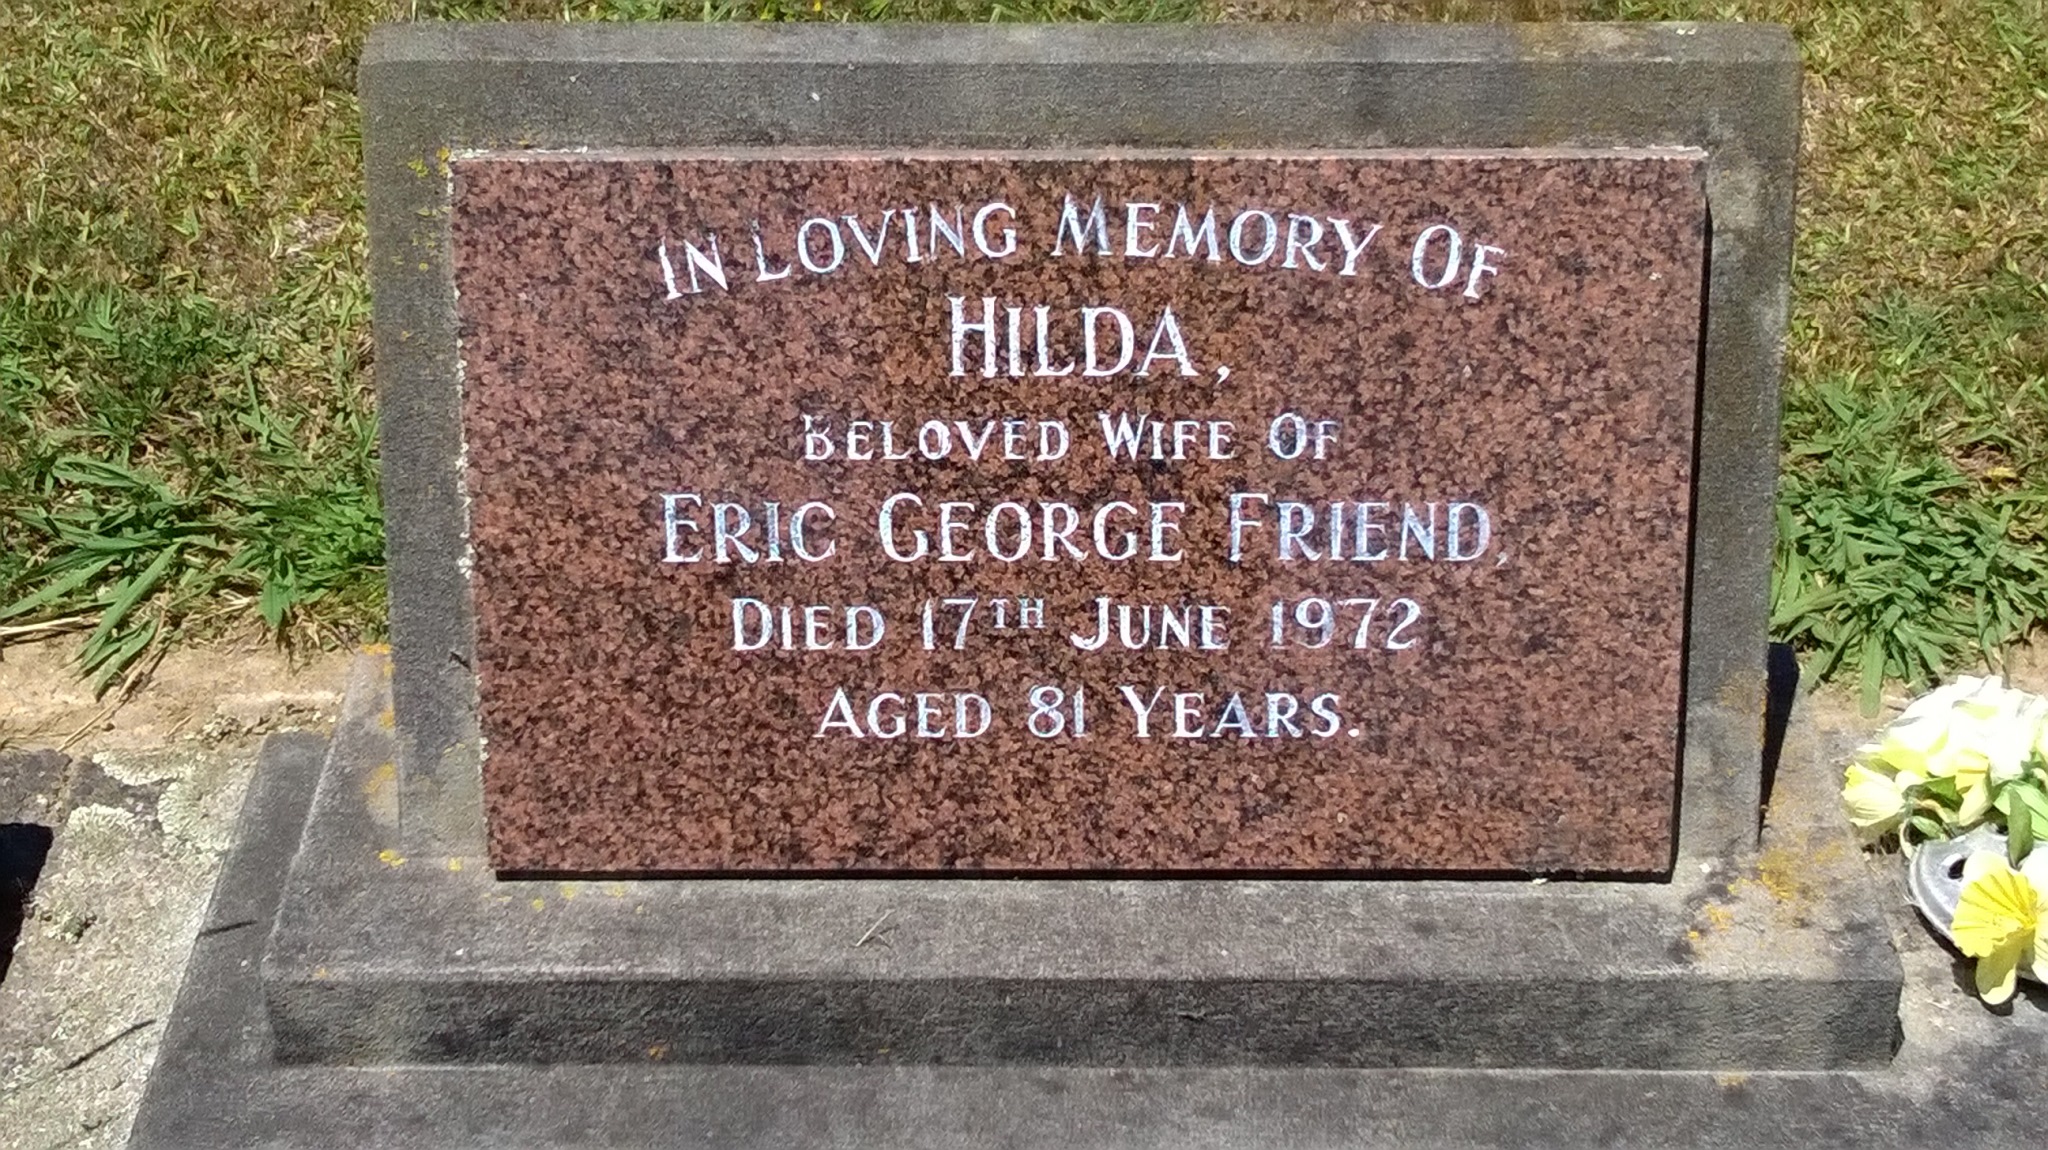 IN LOVING MEMORY OF
HILDA,
BELOVED WIFE OF
ERIC GEORGE FRIEND,
DIED 17TH JUNE 1972
AGED 81 YEARS.